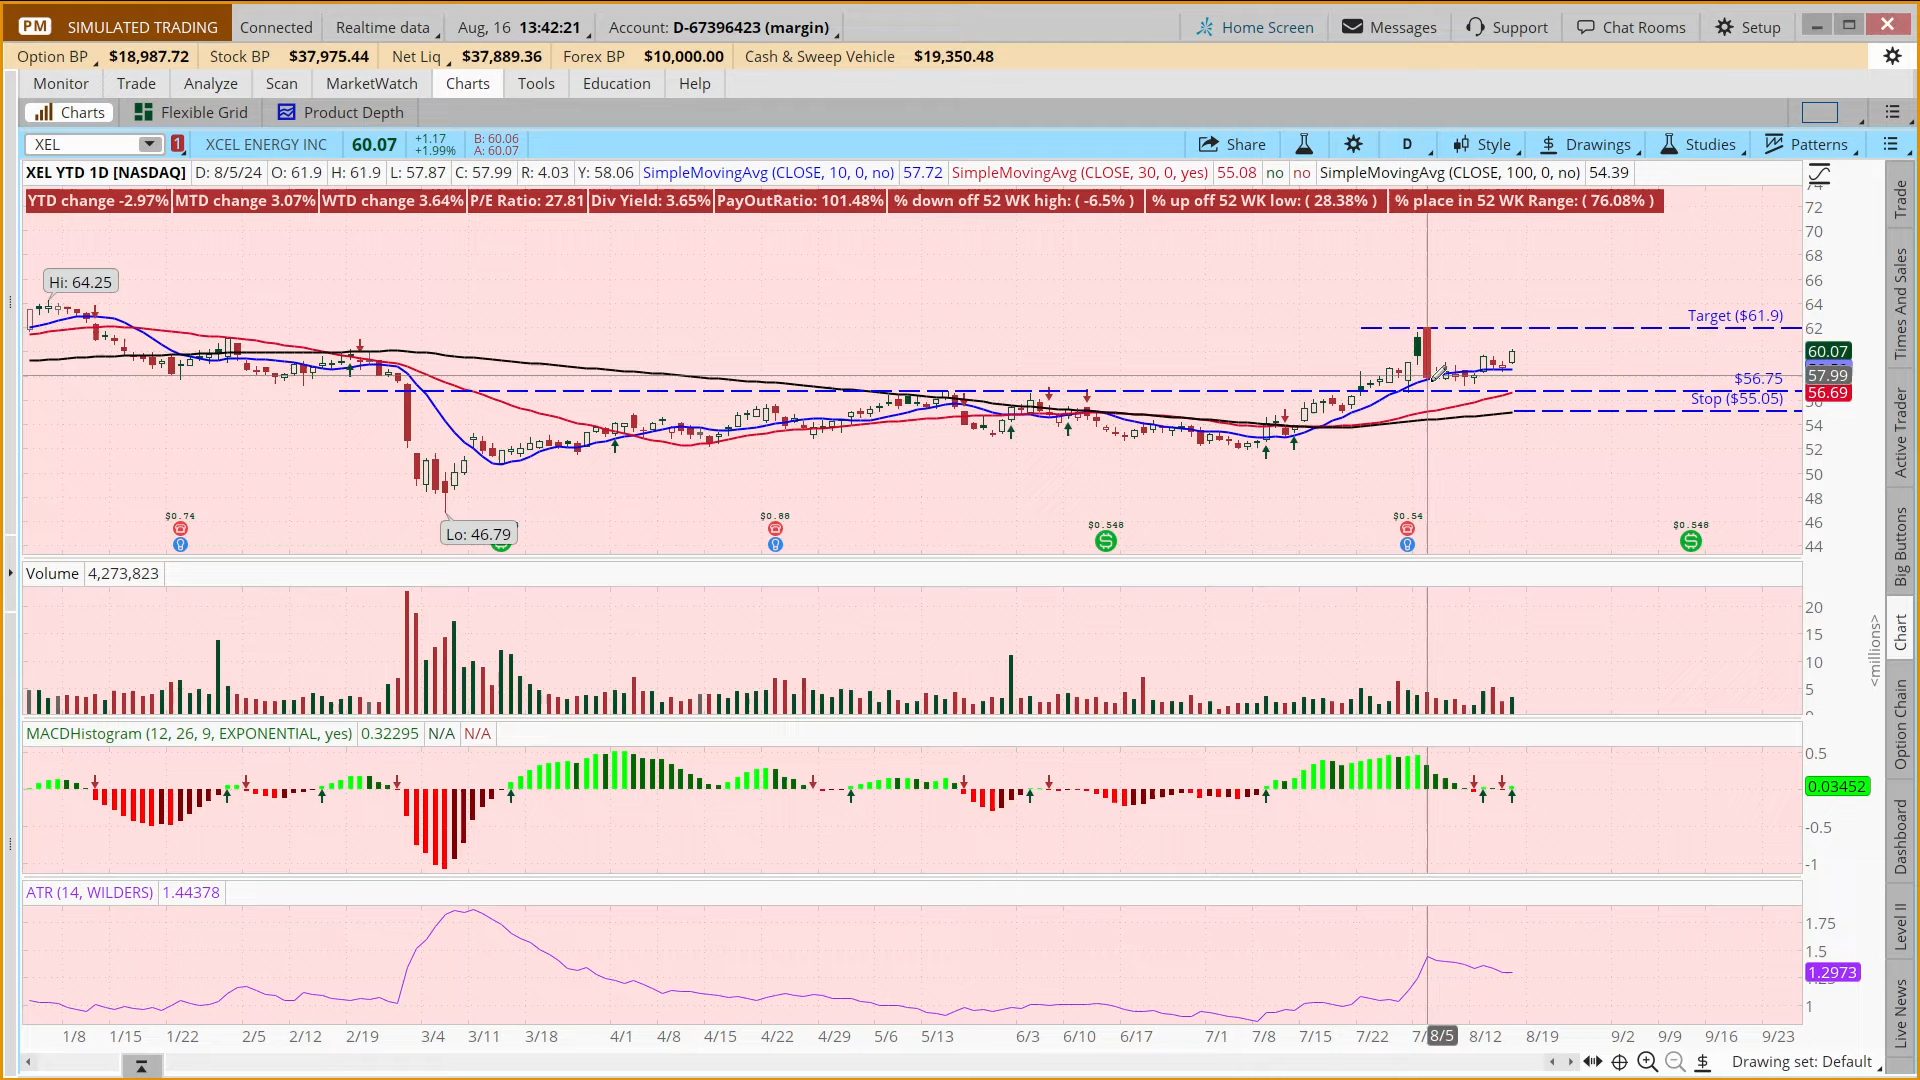 PM SIMULATED TRADING Connected Realtime data Aug, 16 13:42:21 Account: D-67396423 (margin) Home Screen Messages Support Chat Rooms Setup
Option BP $18,987.72 Stock BP $37,975.44 Net Liq $37,889.36 Forex BP $10,000.00 Cash & Sweep Vehicle $19,350.48
Monitor Trade Analyze Scan MarketWatch Charts Tools Education Help
Charts Flexible Grid Product Depth
XEL 1 XCEL ENERGY INC 60.07 +1.17 +1.99% B: 60.06 A: 60.07 Share D Style Drawings Studies Patterns
XEL YTD 1D [NASDAQ] D: 8/5/24 O: 61.9 H: 61.9 L: 57.87 C: 57.99 R: 4.03 Y: 58.06 SimpleMovingAvg (CLOSE, 10, 0, no) 57.72 SimpleMovingAvg (CLOSE, 30, 0, yes) 55.08 no no SimpleMovingAvg (CLOSE, 100, 0, no) 54.39
YTD change -2.97% MTD change 3.07% WTD change 3.64% P/E Ratio: 27.81 Div Yield: 3.65% PayOutRatio: 101.48% % down off 52 WK high: ( -6.5% ) % up off 52 WK low: ( 28.38% ) % place in 52 WK Range: ( 76.08% )
72
70
68
66
Hi: 64.25
64
Target ($61.9)
62
60.07
57.99
$56.75
56.69
Stop ($55.05)
54
52
50
48
46
44
Lo: 46.79
$0.74 $0.88 $0.548 $0.54 $0.548
Volume 4,273,823
20
15
10
5
<millions>
MACDHistogram (12, 26, 9, EXPONENTIAL, yes) 0.32295 N/A N/A
0.5
0.03452
-0.5
-1
ATR (14, WILDERS) 1.44378
1.75
1.5
1.2973
1
1/8 1/15 1/22 2/5 2/12 2/19 3/4 3/11 3/18 4/1 4/8 4/15 4/22 4/29 5/6 5/13 6/3 6/10 6/17 7/1 7/8 7/15 7/22 8/5 8/12 8/19 9/2 9/9 9/16 9/23
Drawing set: Default
Trade
Times And Sales
Active Trader
Big Buttons
Chart
Option Chain
Dashboard
Level II
Live News